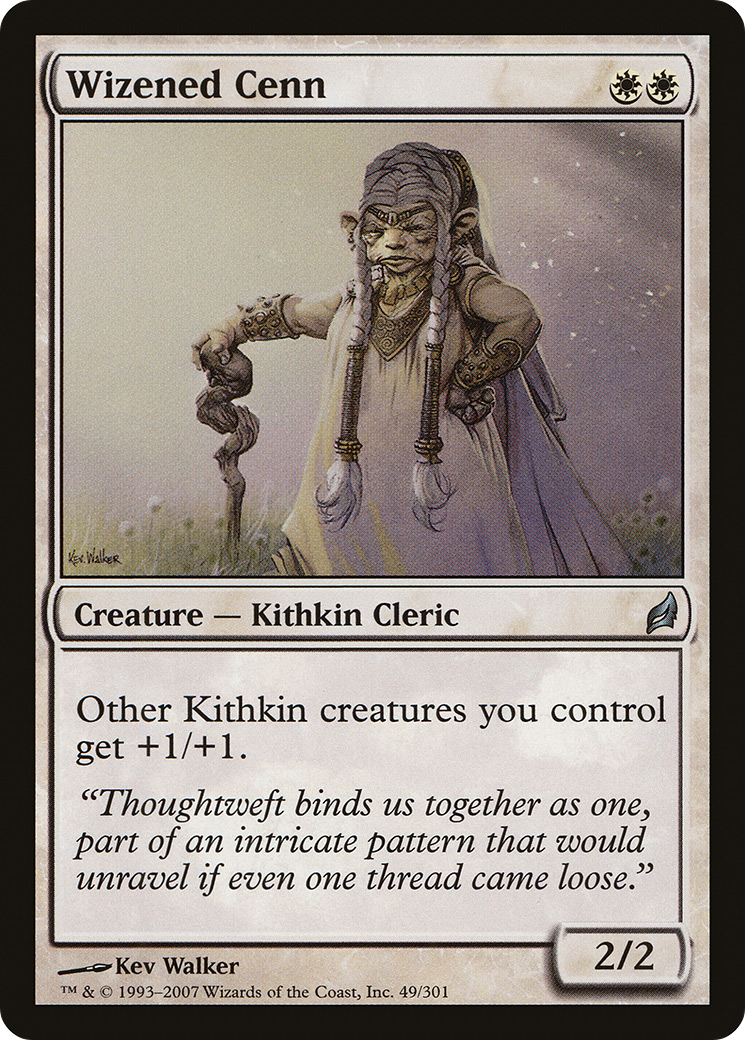 Wizened Cenn
Kev. Walker
Creature — Kithkin Cleric
Other Kithkin creatures you control
get +1/+1.
“Thoughtweft binds us together as one,
part of an intricate pattern that would
unravel if even one thread came loose.”
2/2
Kev Walker
™ & © 1993–2007 Wizards of the Coast, Inc. 49/301